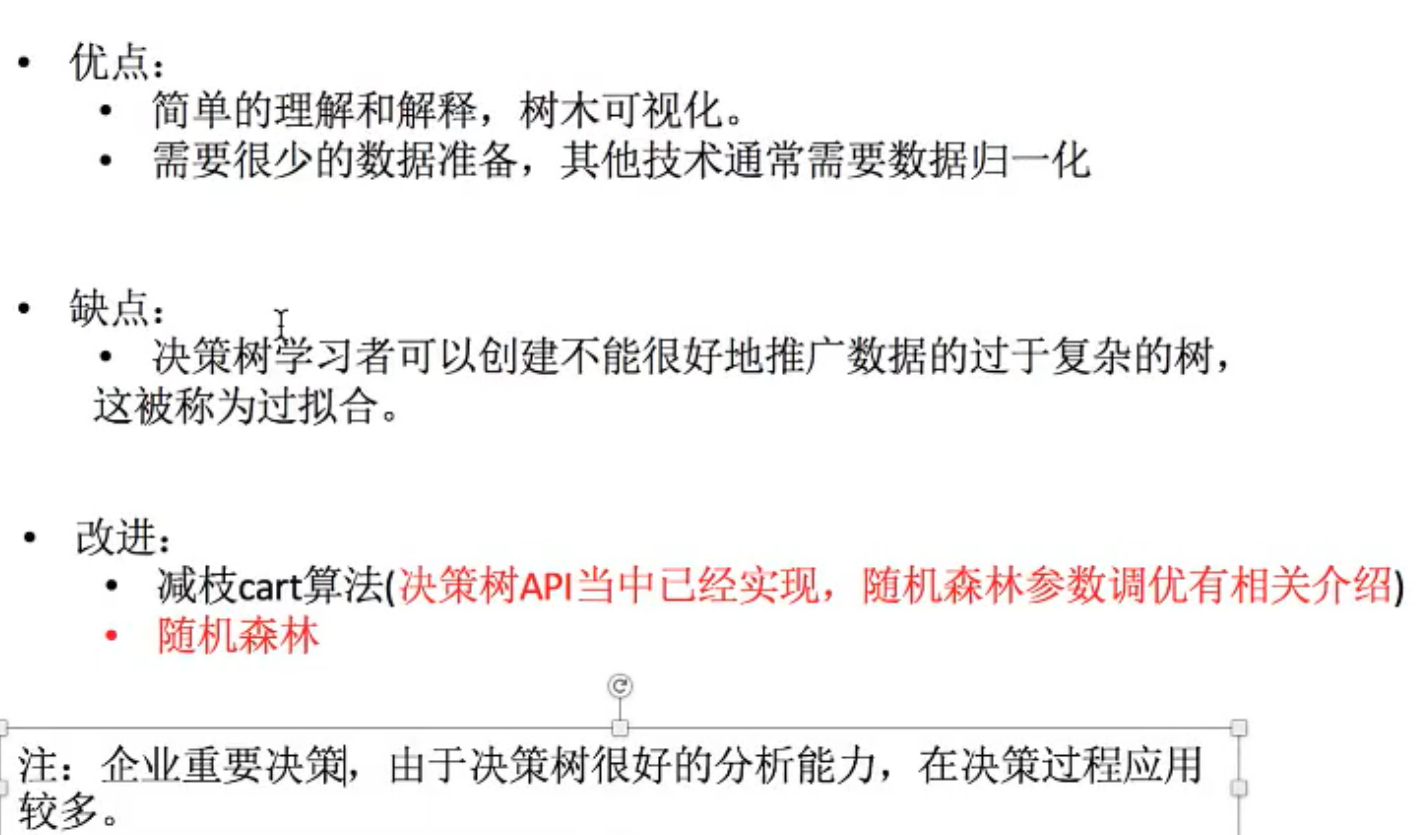 • 优点：
• 简单的理解和解释，树木可视化。
• 需要很少的数据准备，其他技术通常需要数据归一化
• 缺点：
• 决策树学习者可以创建不能很好地推广数据的过于复杂的树，
这被称为过拟合。
• 改进：
• 减枝cart算法(决策树API当中已经实现，随机森林参数调优有相关介绍)
• 随机森林
注：企业重要决策，由于决策树很好的分析能力，在决策过程应用
较多。